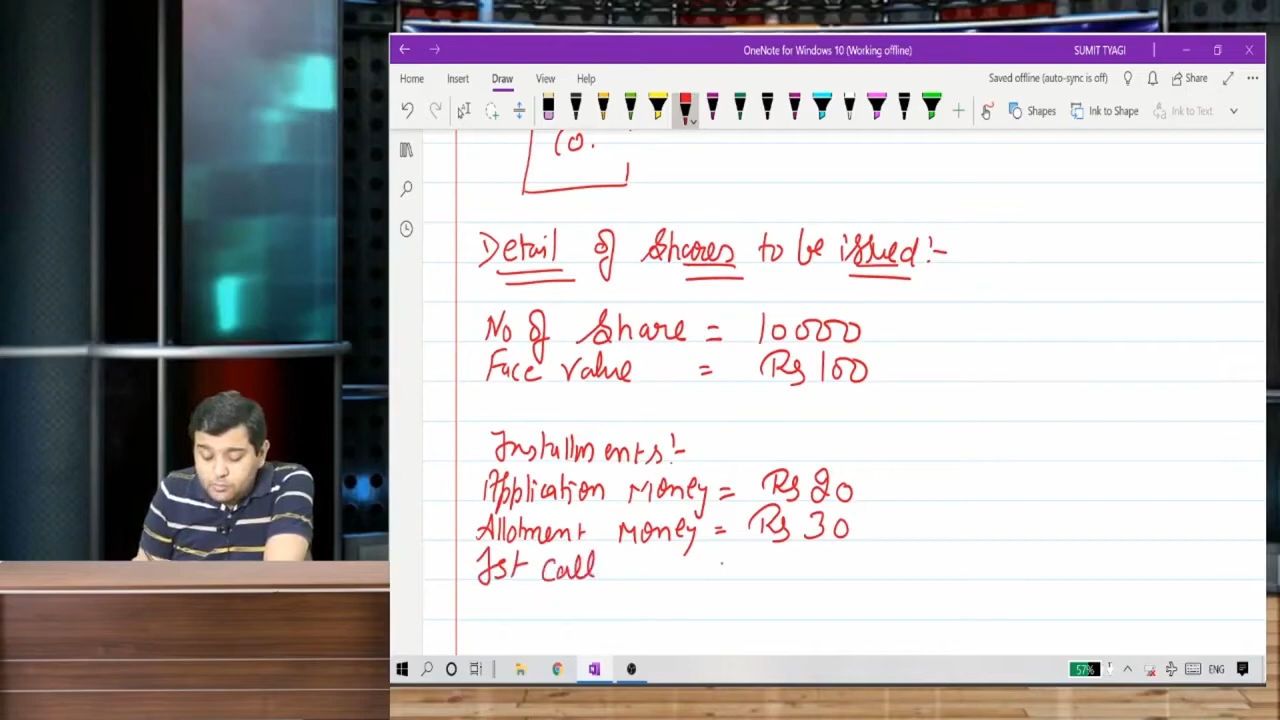 OneNote for Windows 10 (Working offline)
SUMIT TYAGI
Home Insert Draw View Help
Saved offline (auto-sync is off)
Share
Shapes
Ink to Shape
Ink to Text
Co.
Detail of Shares to be issued :-
No of Share = 10000
Face Value = Rs 100
Installments :-
Application Money = Rs 20
Allotment Money = Rs 30
Ist Call
57%
ENG